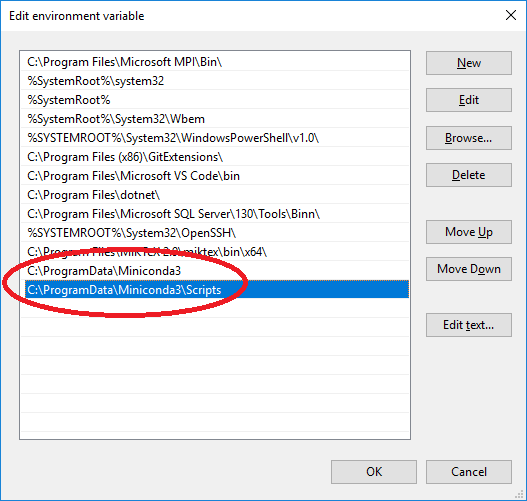 Edit environment variable
C:\Program Files\Microsoft MPI\Bin\
%SystemRoot%\system32
%SystemRoot%
%SystemRoot%\System32\Wbem
%SYSTEMROOT%\System32\WindowsPowerShell\v1.0\
C:\Program Files (x86)\GitExtensions\
C:\Program Files\Microsoft VS Code\bin
C:\Program Files\dotnet\
C:\Program Files\Microsoft SQL Server\130\Tools\Binn\
%SYSTEMROOT%\System32\OpenSSH\
C:\Program Files\MiKTeX 2.9\miktex\bin\x64\
C:\ProgramData\Miniconda3
C:\ProgramData\Miniconda3\Scripts
New
Edit
Browse...
Delete
Move Up
Move Down
Edit text...
OK
Cancel